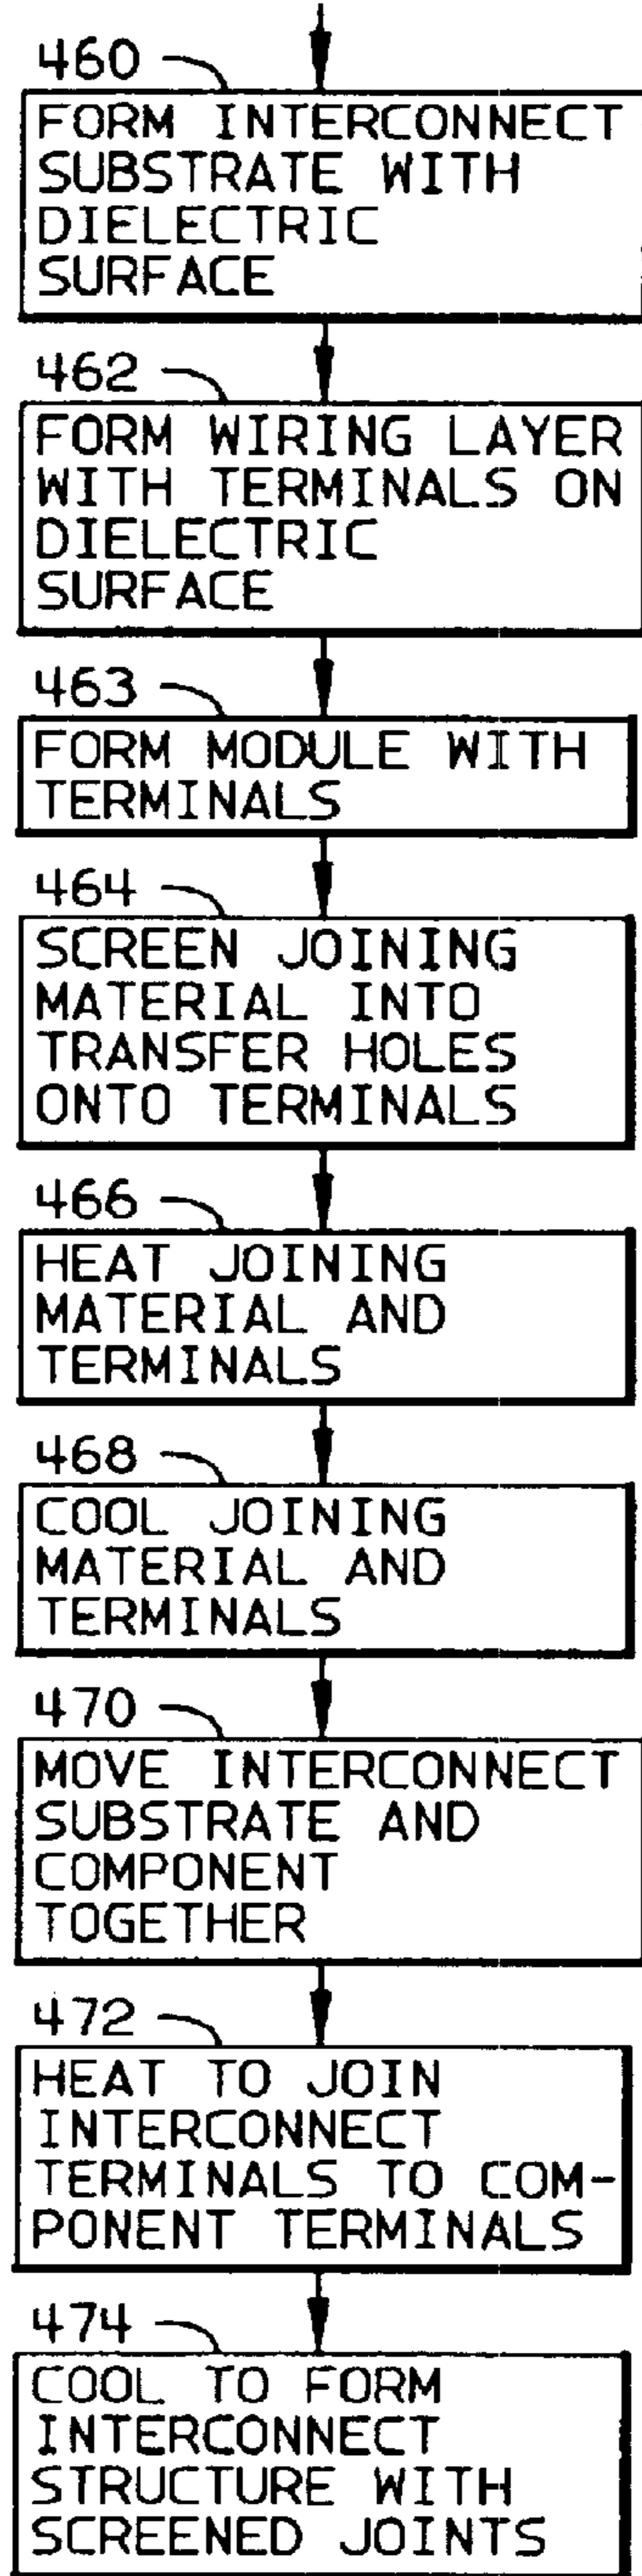 460
FORM INTERCONNECT
SUBSTRATE WITH
DIELECTRIC
SURFACE
462
FORM WIRING LAYER
WITH TERMINALS ON
DIELECTRIC
SURFACE
463
FORM MODULE WITH
TERMINALS
464
SCREEN JOINING
MATERIAL INTO
TRANSFER HOLES
ONTO TERMINALS
466
HEAT JOINING
MATERIAL AND
TERMINALS
468
COOL JOINING
MATERIAL AND
TERMINALS
470
MOVE INTERCONNECT
SUBSTRATE AND
COMPONENT
TOGETHER
472
HEAT TO JOIN
INTERCONNECT
TERMINALS TO COM-
PONENT TERMINALS
474
COOL TO FORM
INTERCONNECT
STRUCTURE WITH
SCREENED JOINTS